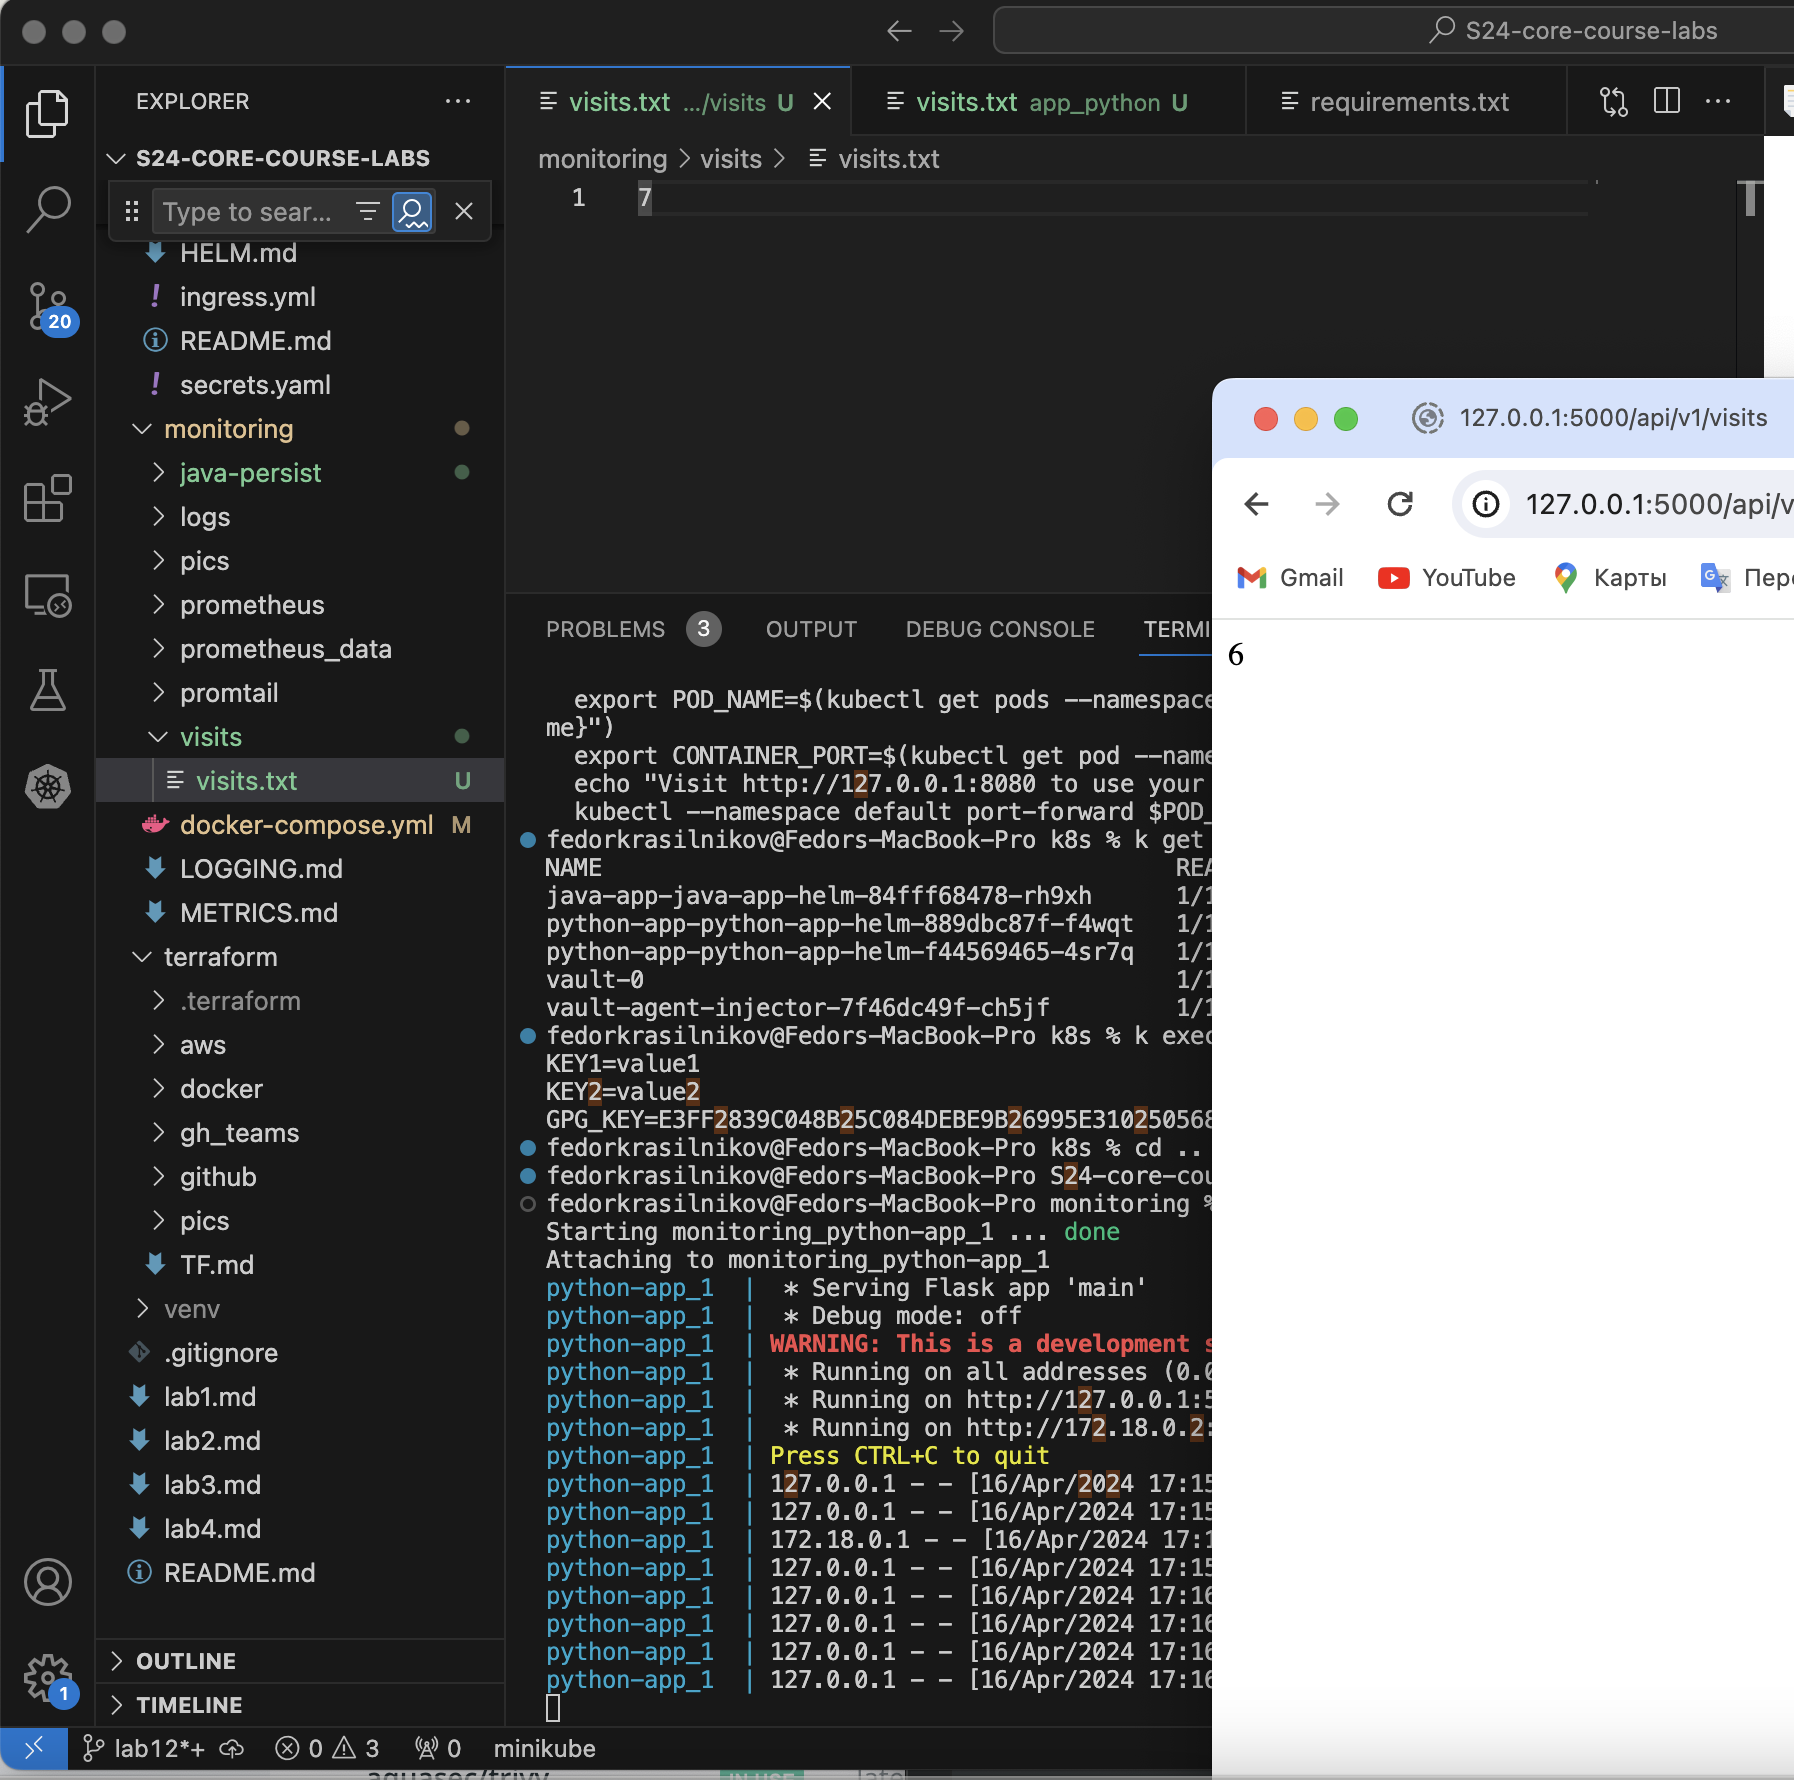 S24-core-course-labs
EXPLORER
visits.txt .../visits U
visits.txt app_python U
requirements.txt
S24-CORE-COURSE-LABS
monitoring > visits > visits.txt
Type to sear...
1 7
HELM.md
ingress.yml
20
README.md
secrets.yaml
monitoring
java-persist
logs
pics
prometheus
prometheus_data
promtail
visits
visits.txt U
docker-compose.yml M
LOGGING.md
METRICS.md
terraform
.terraform
aws
docker
gh_teams
github
pics
TF.md
venv
.gitignore
lab1.md
lab2.md
lab3.md
lab4.md
README.md
OUTLINE
1
TIMELINE
PROBLEMS 3 OUTPUT DEBUG CONSOLE TERMI
export POD_NAME=$(kubectl get pods --namespace
me}")
export CONTAINER_PORT=$(kubectl get pod --name
echo "Visit http://127.0.0.1:8080 to use your
kubectl --namespace default port-forward $POD_
fedorkrasilnikov@Fedors-MacBook-Pro k8s % k get
NAME REA
java-app-java-app-helm-84fff68478-rh9xh 1/1
python-app-python-app-helm-889dbc87f-f4wqt 1/1
python-app-python-app-helm-f44569465-4sr7q 1/1
vault-0 1/1
vault-agent-injector-7f46dc49f-ch5jf 1/1
fedorkrasilnikov@Fedors-MacBook-Pro k8s % k exec
KEY1=value1
KEY2=value2
GPG_KEY=E3FF2839C048B25C084DEBE9B26995E310250568
fedorkrasilnikov@Fedors-MacBook-Pro k8s % cd ..
fedorkrasilnikov@Fedors-MacBook-Pro S24-core-cou
fedorkrasilnikov@Fedors-MacBook-Pro monitoring %
Starting monitoring_python-app_1 ... done
Attaching to monitoring_python-app_1
python-app_1 | * Serving Flask app 'main'
python-app_1 | * Debug mode: off
python-app_1 | WARNING: This is a development s
python-app_1 | * Running on all addresses (0.0
python-app_1 | * Running on http://127.0.0.1:5
python-app_1 | * Running on http://172.18.0.2:
python-app_1 | Press CTRL+C to quit
python-app_1 | 127.0.0.1 - - [16/Apr/2024 17:15
python-app_1 | 127.0.0.1 - - [16/Apr/2024 17:15
python-app_1 | 172.18.0.1 - - [16/Apr/2024 17:1
python-app_1 | 127.0.0.1 - - [16/Apr/2024 17:15
python-app_1 | 127.0.0.1 - - [16/Apr/2024 17:16
python-app_1 | 127.0.0.1 - - [16/Apr/2024 17:16
python-app_1 | 127.0.0.1 - - [16/Apr/2024 17:16
python-app_1 | 127.0.0.1 - - [16/Apr/2024 17:16
127.0.0.1:5000/api/v1/visits
127.0.0.1:5000/api/v
Gmail YouTube Карты Пер
6
lab12*+ 0 3 0 minikube